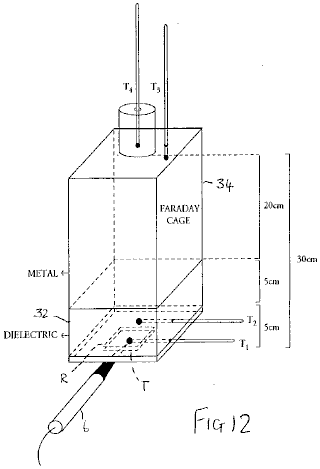 T4 T3
34
FARADAY
CAGE
20cm
30cm
METAL
5cm
32
T2
DIELECTRIC
5cm
T1
R
T
6
FIG 12